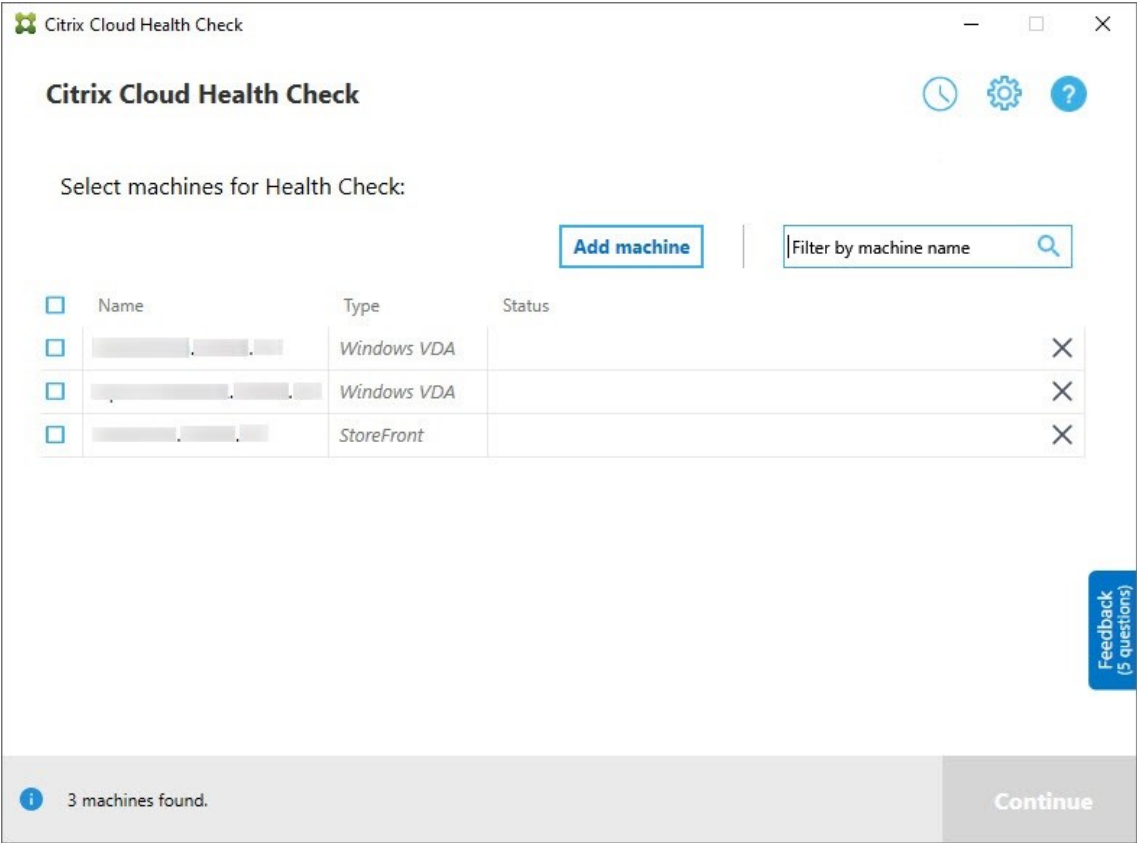 Citrix Cloud Health Check
Citrix Cloud Health Check
?
Select machines for Health Check:
Add machine
Filter by machine name
Name Type Status
Windows VDA
Windows VDA
StoreFront
Feedback
(5 questions)
3 machines found.
Continue